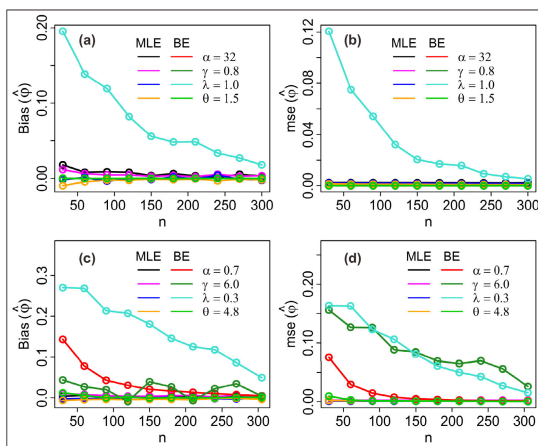 (a)
MLE BE
α = 32
γ = 0.8
λ = 1.0
θ = 1.5
Bias (φ̂)
0.00 0.10 0.20
50 100 150 200 250 300
n
(b)
MLE BE
α = 32
γ = 0.8
λ = 1.0
θ = 1.5
mse (φ̂)
0.00 0.04 0.08 0.12
50 100 150 200 250 300
n
(c)
MLE BE
α = 0.7
γ = 6.0
λ = 0.3
θ = 4.8
Bias (φ̂)
0.0 0.1 0.2 0.3
50 100 150 200 250 300
n
(d)
MLE BE
α = 0.7
γ = 6.0
λ = 0.3
θ = 4.8
mse (φ̂)
0.00 0.10 0.20
50 100 150 200 250 300
n